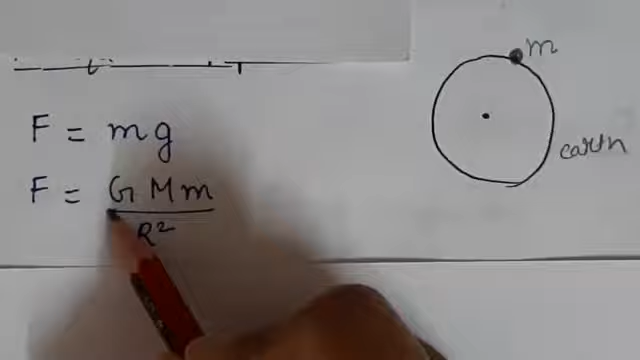 m
F = mg
earth
F = GMm
R²